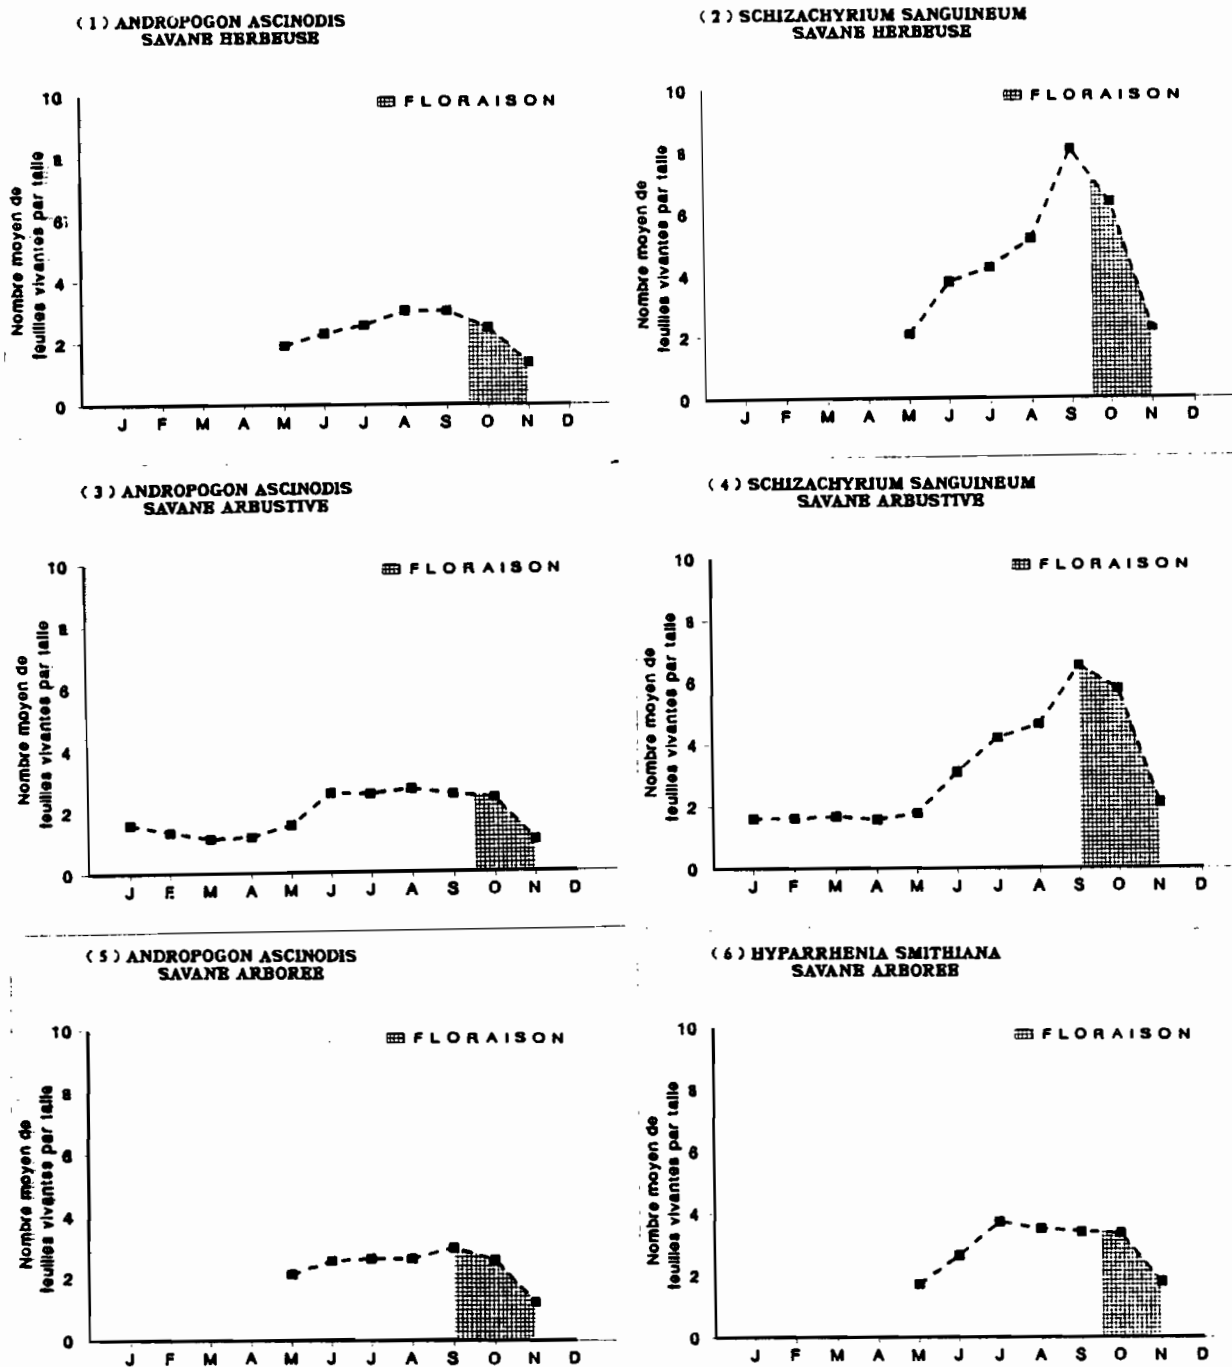 ( 1 ) ANDROPOGON ASCINODIS
SAVANE HERBEUSE
FLORAISON
Nombre moyen de
feuilles vivantes par talle
10
8
6
4
2
0
J F M A M J J A S O N D
( 2 ) SCHIZACHYRIUM SANGUINEUM
SAVANE HERBEUSE
FLORAISON
Nombre moyen de
feuilles vivantes par talle
10
8
6
4
2
0
J F M A M J J A S O N D
( 3 ) ANDROPOGON ASCINODIS
SAVANE ARBUSTIVE
FLORAISON
Nombre moyen de
feuilles vivantes par talle
10
8
6
4
2
0
J F M A M J J A S O N D
( 4 ) SCHIZACHYRIUM SANGUINEUM
SAVANE ARBUSTIVE
FLORAISON
Nombre moyen de
feuilles vivantes par talle
10
8
6
4
2
0
J F M A M J J A S O N D
( 5 ) ANDROPOGON ASCINODIS
SAVANE ARBOREE
FLORAISON
Nombre moyen de
feuilles vivantes par talle
10
8
6
4
2
0
J F M A M J J A S O N D
( 6 ) HYPARRHENIA SMITHIANA
SAVANE ARBOREE
FLORAISON
Nombre moyen de
feuilles vivantes par talle
10
8
6
4
2
0
J F M A M J J A S O N D